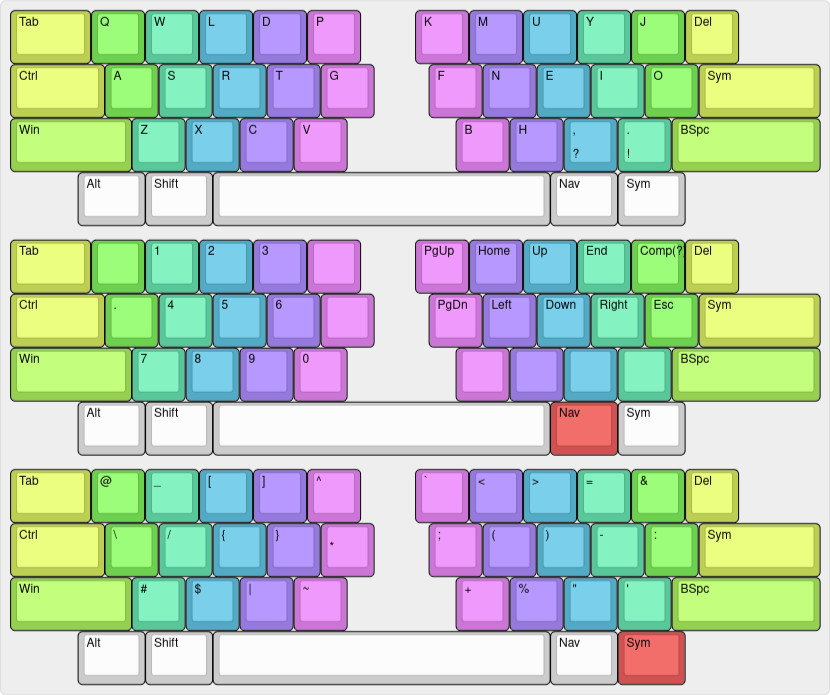 Tab Q W L D P K M U Y J Del
Ctrl A S R T G F N E I O Sym
Win Z X C V B H , . BSpc
? !
Alt Shift Nav Sym
Tab 1 2 3 PgUp Home Up End Comp(?) Del
Ctrl . 4 5 6 PgDn Left Down Right Esc Sym
Win 7 8 9 0 BSpc
Alt Shift Nav Sym
Tab @ _ [ ] ^ ` < > = & Del
Ctrl \ / { } * ; ( ) - : Sym
Win # $ | ~ + % " ' BSpc
Alt Shift Nav Sym